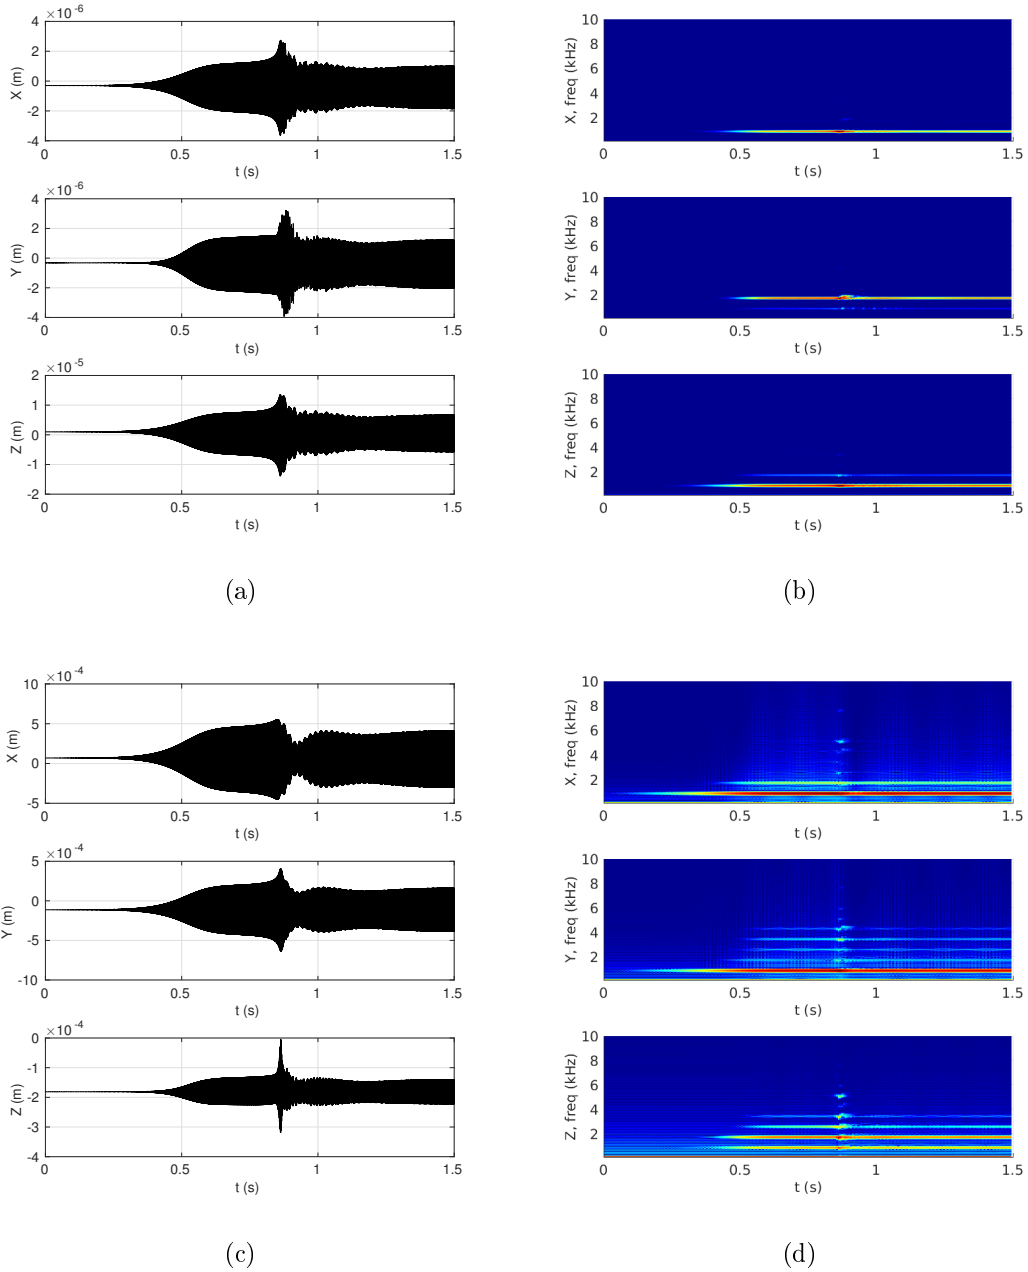 ×10 -6
4
2
0
-2
-4
X (m)
0 0.5 1 1.5
t (s)
10
8
6
4
2
X, freq (kHz)
0 0.5 1 1.5
t (s)
×10 -6
4
2
0
-2
-4
Y (m)
0 0.5 1 1.5
t (s)
10
8
6
4
2
Y, freq (kHz)
0 0.5 1 1.5
t (s)
×10 -5
2
1
0
-1
-2
Z (m)
0 0.5 1 1.5
t (s)
10
8
6
4
2
Z, freq (kHz)
0 0.5 1 1.5
t (s)
(a) (b)
×10 -4
10
5
0
-5
X (m)
0 0.5 1 1.5
t (s)
10
8
6
4
2
X, freq (kHz)
0 0.5 1 1.5
t (s)
×10 -4
5
0
-5
-10
Y (m)
0 0.5 1 1.5
t (s)
10
8
6
4
2
Y, freq (kHz)
0 0.5 1 1.5
t (s)
×10 -4
0
-1
-2
-3
-4
Z (m)
0 0.5 1 1.5
t (s)
10
8
6
4
2
Z, freq (kHz)
0 0.5 1 1.5
t (s)
(c) (d)